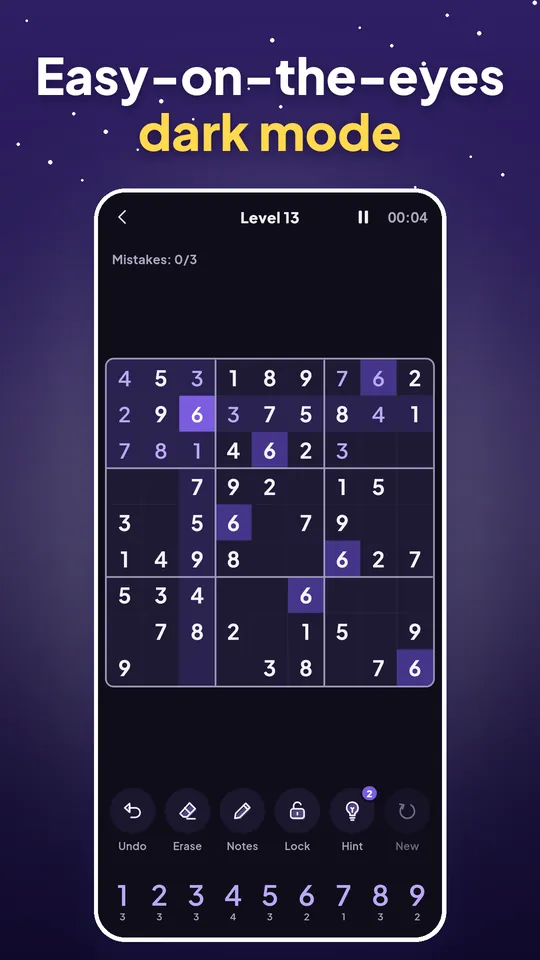 Easy-on-the-eyes
dark mode
Level 13
00:04
Mistakes: 0/3
4 5 3 1 8 9 7 6 2
2 9 6 3 7 5 8 4 1
7 8 1 4 6 2 3
7 9 2 1 5
3 5 6 7 9
1 4 9 8 6 2 7
5 3 4 6
7 8 2 1 5 9
9 3 8 7 6
2
Undo Erase Notes Lock Hint New
1 2 3 4 5 6 7 8 9
3 3 3 4 3 2 1 3 2